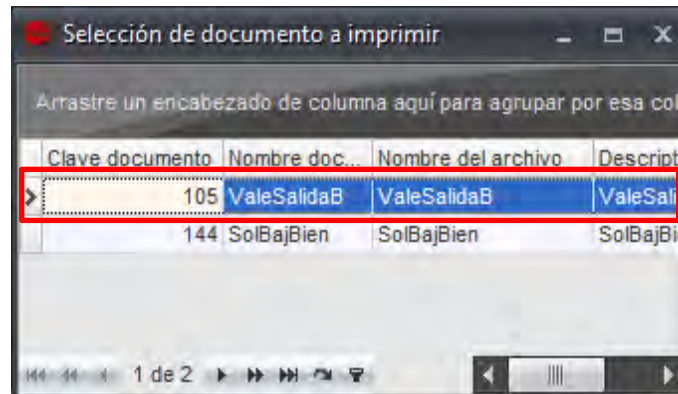 Selección de documento a imprimir
Arrastre un encabezado de columna aquí para agrupar por esa col
Clave documento Nombre doc... Nombre del archivo Descript
105 ValeSalidaB ValeSalidaB ValeSali
144 SolBajBien SolBajBien SolBajBi
1 de 2